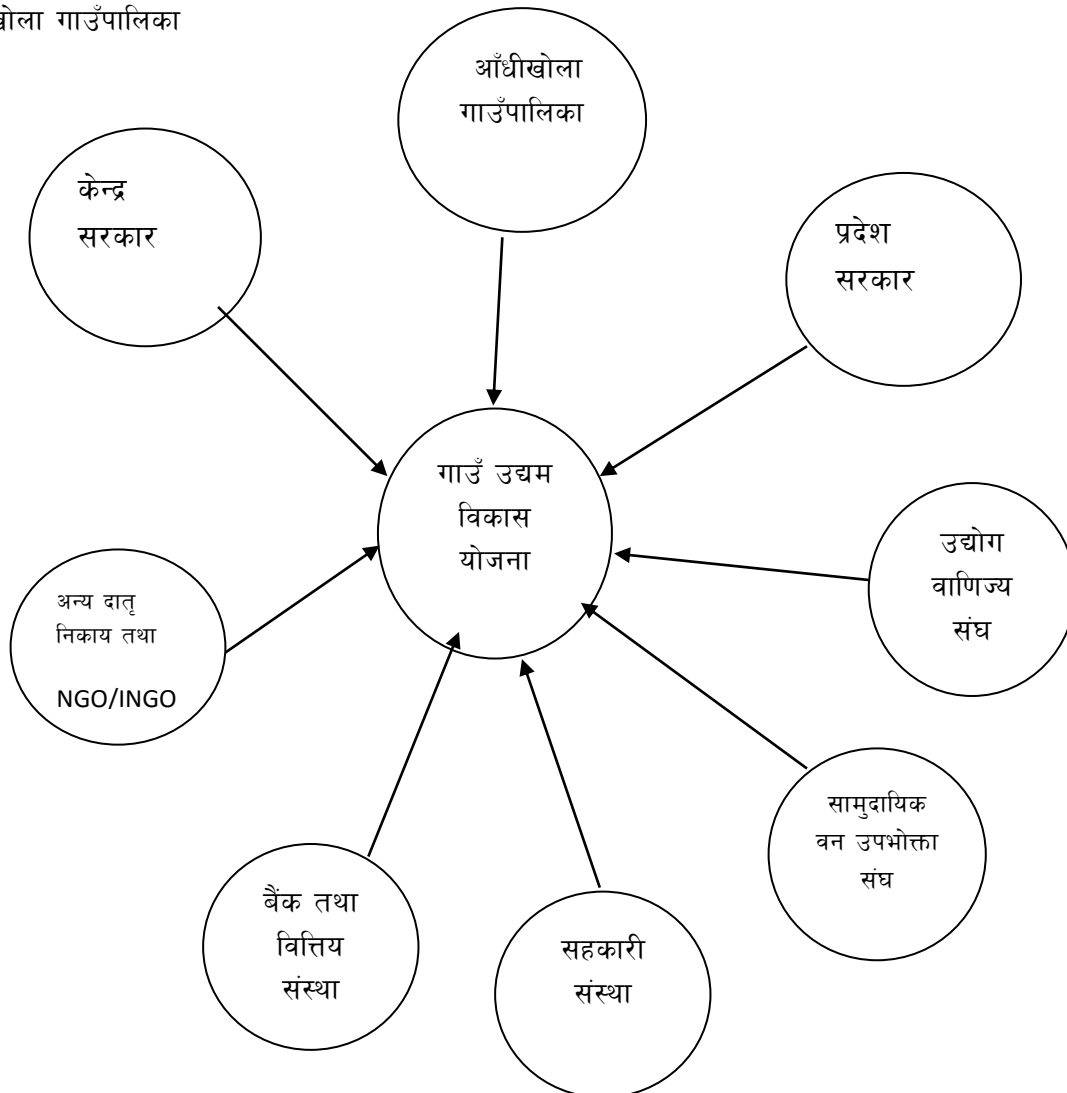 गाउँपालिका
आँधीखोला
गाउँपालिका
केन्द्र
सरकार
प्रदेश
सरकार
गाउँ उद्यम
विकास
योजना
उद्योग
वाणिज्य
संघ
अन्य दातृ
निकाय तथा
NGO/INGO
सामुदायिक
वन उपभोक्ता
संघ
बैंक तथा
वित्तिय
संस्था
सहकारी
संस्था